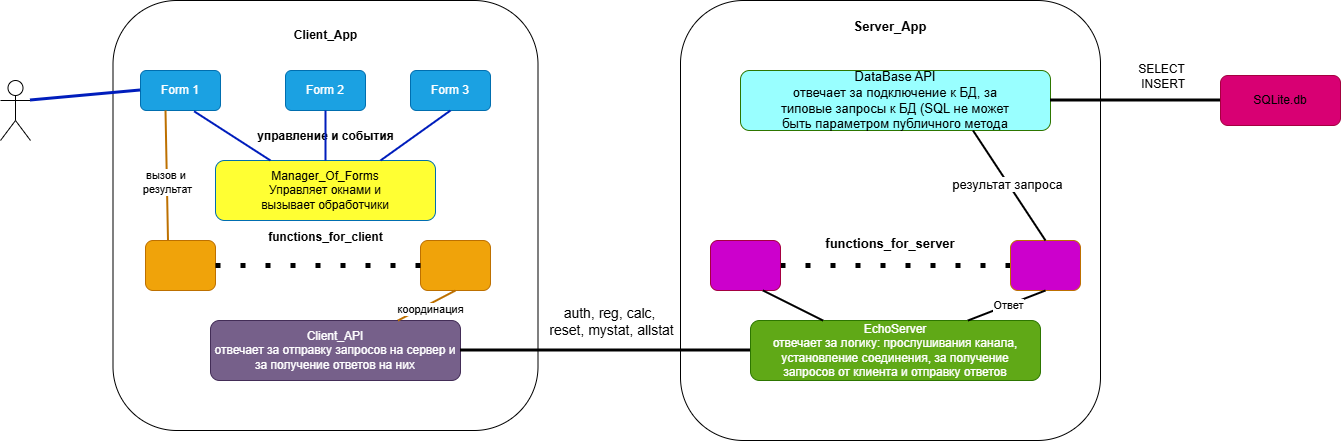 Client_App
Form 1
Form 2
Form 3
управление и события
вызов и
результат
Manager_Of_Forms
Управляет окнами и
вызывает обработчики
functions_for_client
координация
Client_API
отвечает за отправку запросов на сервер и
за получение ответов на них
auth, reg, calc,
reset, mystat, allstat
Server_App
DataBase API
отвечает за подключение к БД, за
типовые запросы к БД (SQL не может
быть параметром публичного метода
SELECT
INSERT
SQLite.db
результат запроса
functions_for_server
Ответ
EchoServer
отвечает за логику: прослушивания канала,
установление соединения, за получение
запросов от клиента и отправку ответов